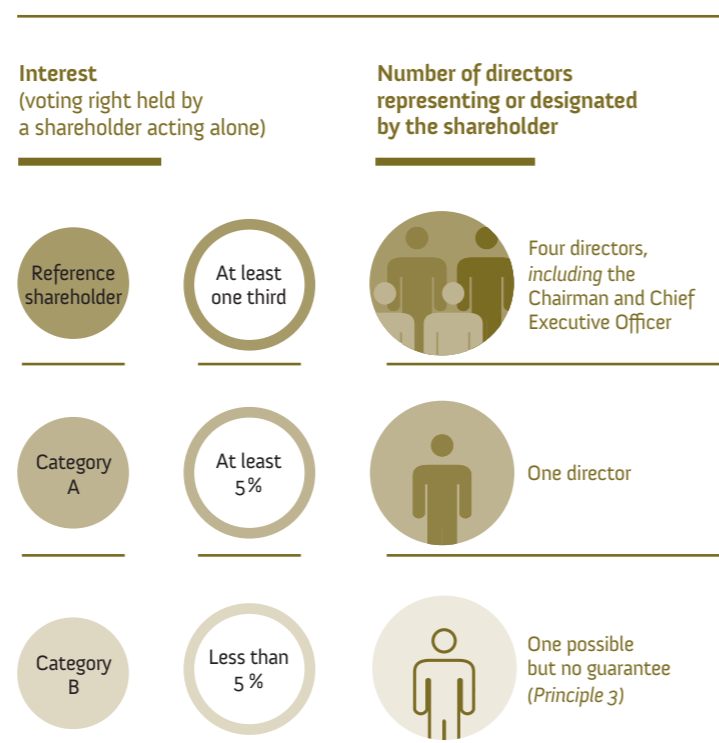 Interest
(voting right held by
a shareholder acting alone)
Number of directors
representing or designated
by the shareholder
Reference
shareholder
At least
one third
Four directors,
including the
Chairman and Chief
Executive Officer
Category
A
At least
5%
One director
Category
B
Less than
5%
One possible
but no guarantee
(Principle 3)